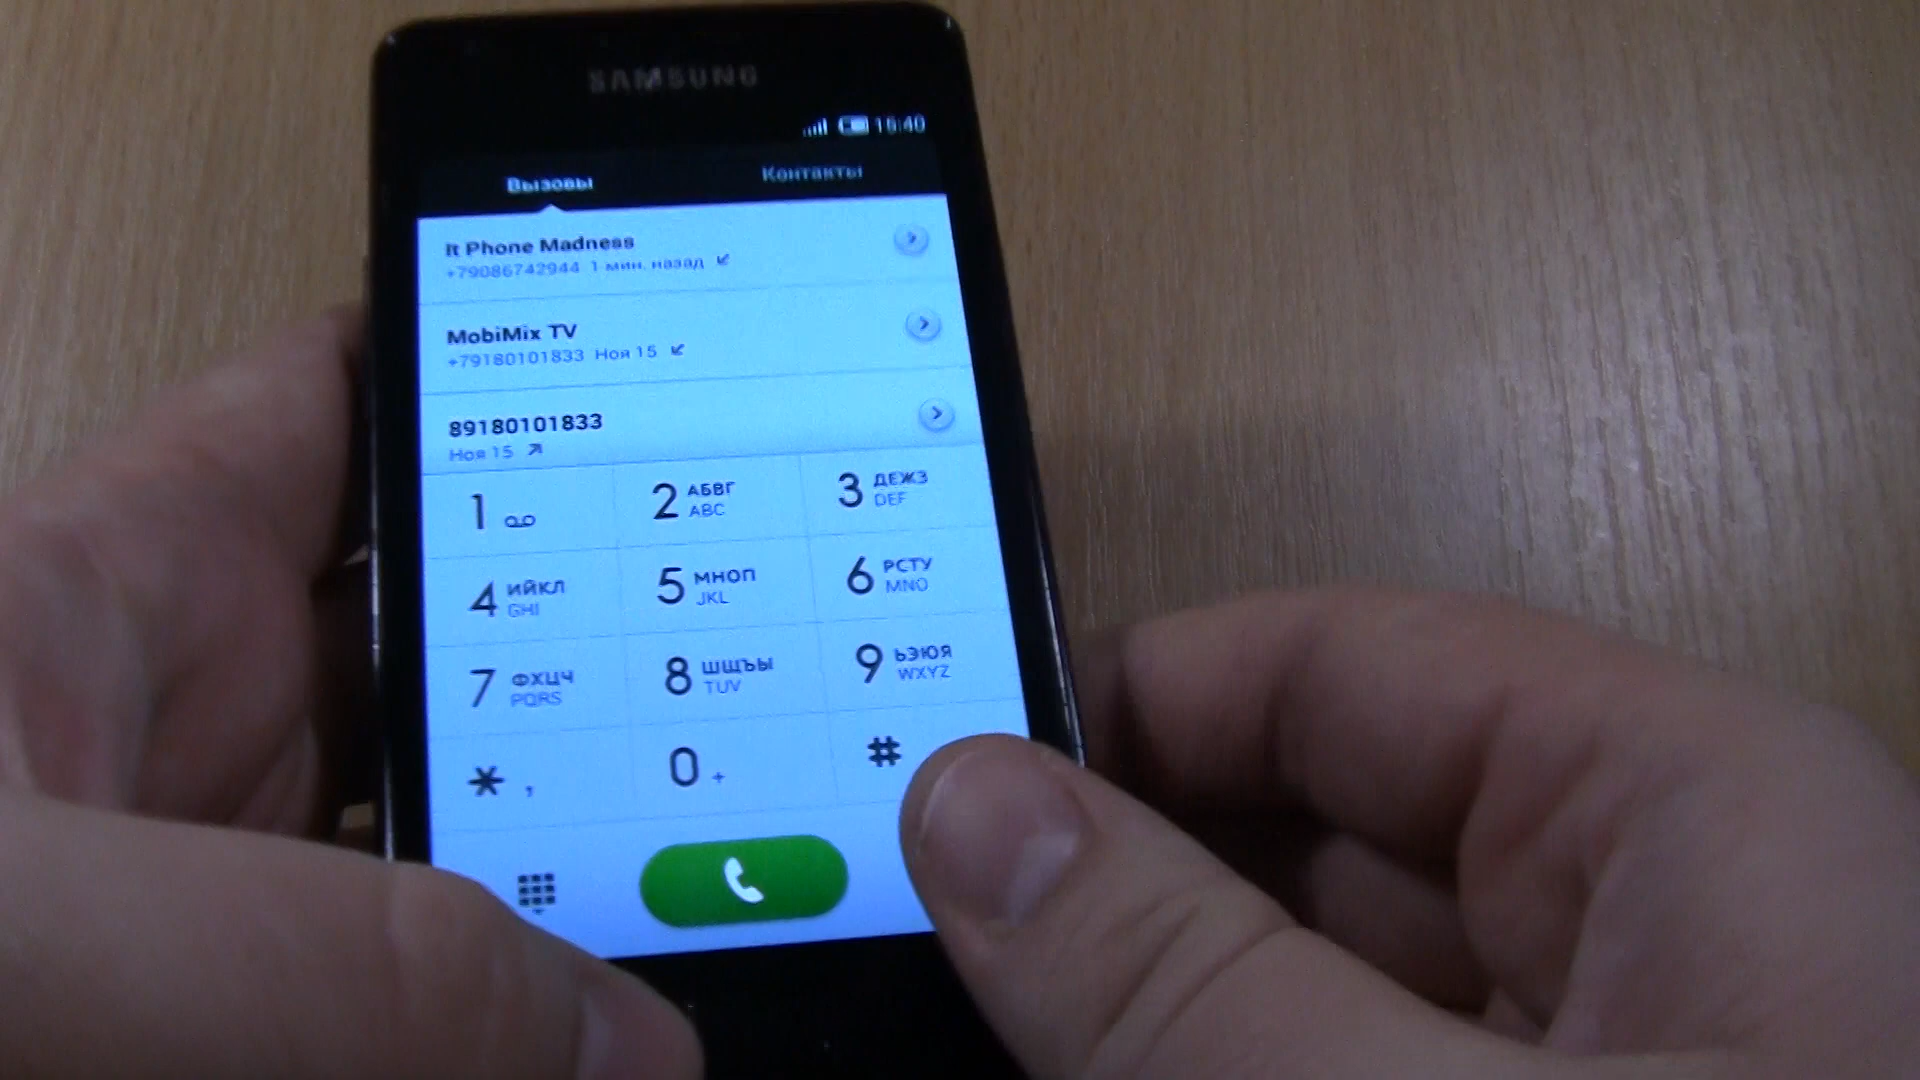 SAMSUNG
16:40
Вызовы Контакты
It Phone Madness
+79086742944 1 мин. назад
MobiMix TV
+79180101833 Ноя 15
89180101833
Ноя 15
1 2 АБВГ ABC 3 ДЕЖЗ DEF
4 ИЙКЛ GHI 5 МНОП JKL 6 РСТУ MNO
7 ФХЦЧ PQRS 8 ШЩЪЫ TUV 9 ЬЭЮЯ WXYZ
* , 0 + #